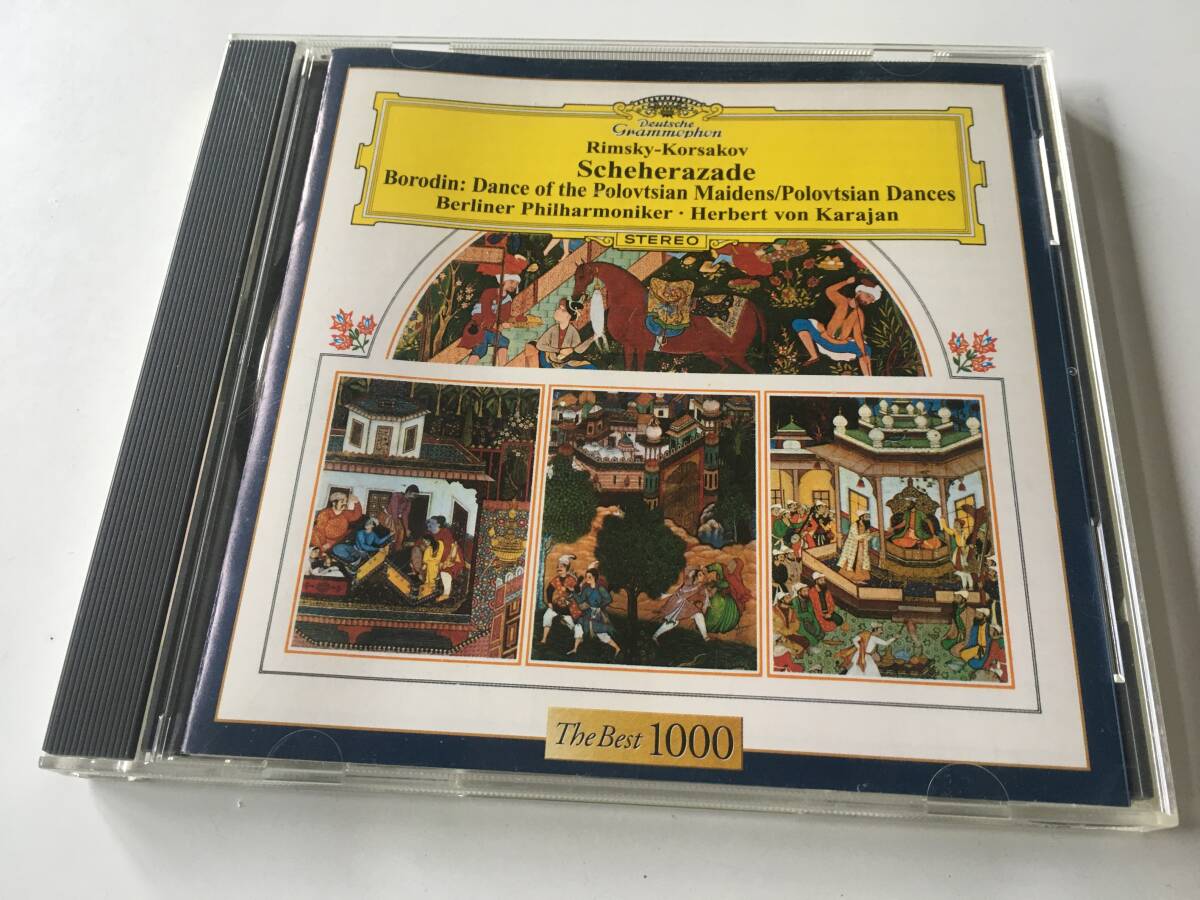 Deutsche
Grammophon
Rimsky-Korsakov
Scheherazade
Borodin: Dance of the Polovtsian Maidens/Polovtsian Dances
Berliner Philharmoniker · Herbert von Karajan
STEREO
The Best 1000